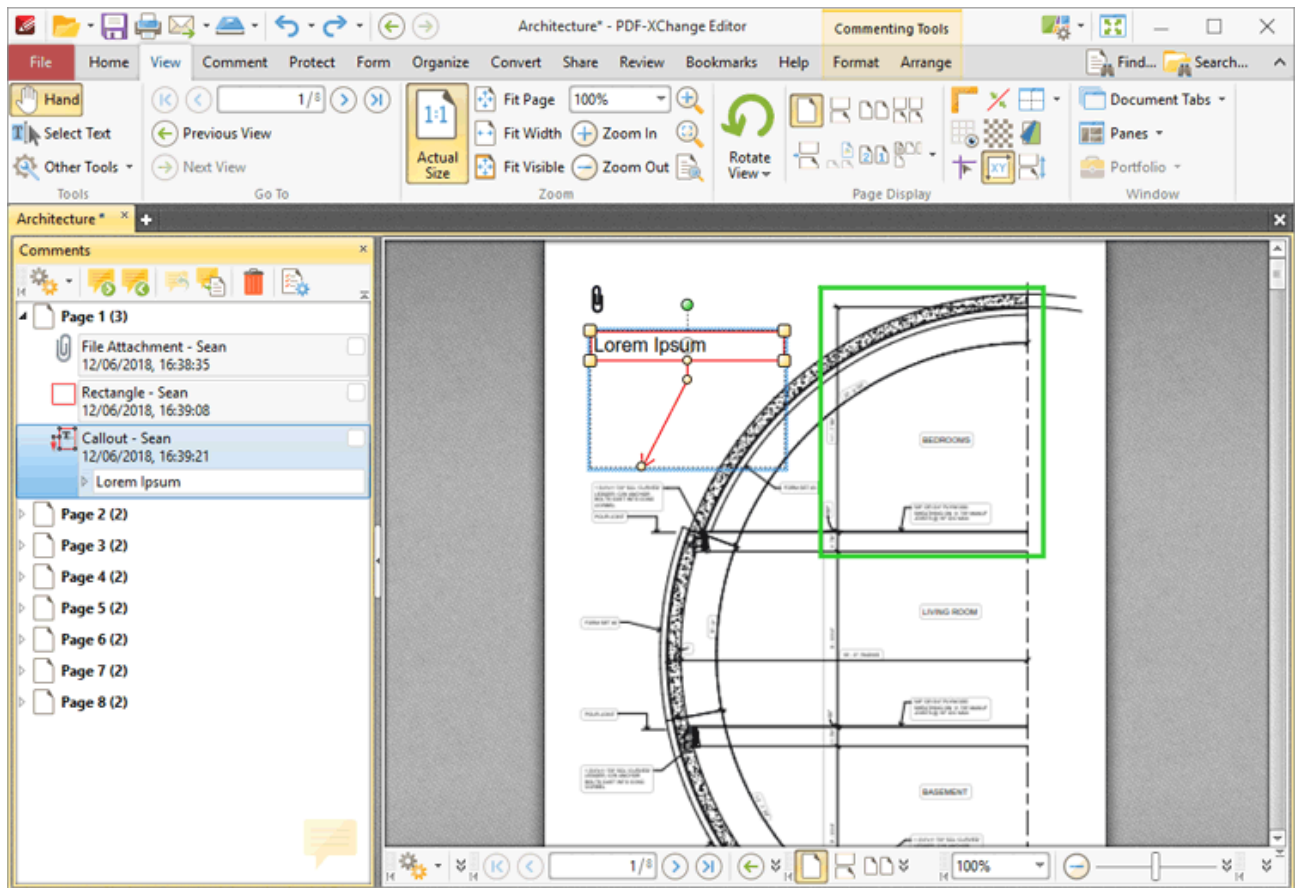 Architecture* - PDF-XChange Editor
Commenting Tools
File Home View Comment Protect Form Organize Convert Share Review Bookmarks Help Format Arrange Find... Search...
Hand
Select Text
Other Tools
Tools
1/8
Previous View
Next View
Go To
1:1
Actual Size
Fit Page
Fit Width
Fit Visible
100%
Zoom In
Zoom Out
Zoom
Rotate View
Page Display
XY
Document Tabs
Panes
Portfolio
Window
Architecture *
Comments
Page 1 (3)
File Attachment - Sean
12/06/2018, 16:38:35
Rectangle - Sean
12/06/2018, 16:39:08
Callout - Sean
12/06/2018, 16:39:21
Lorem Ipsum
Page 2 (2)
Page 3 (2)
Page 4 (2)
Page 5 (2)
Page 6 (2)
Page 7 (2)
Page 8 (2)
Lorem Ipsum
BEDROOMS
LIVING ROOM
BASEMENT
1/8
100%